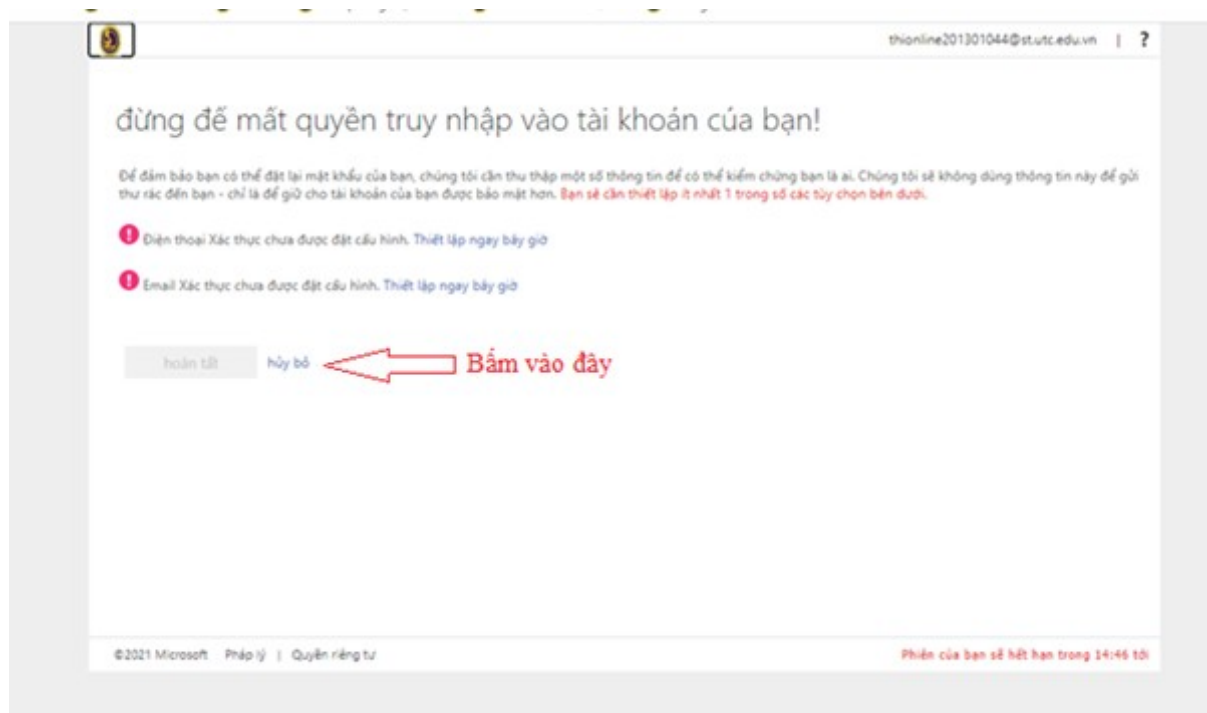 thionline201301044@st.utc.edu.vn | ?
đừng để mất quyền truy nhập vào tài khoản của bạn!
Để đảm bảo bạn có thể đặt lại mật khẩu của bạn, chúng tôi cần thu thập một số thông tin để có thể kiểm chứng bạn là ai. Chúng tôi sẽ không dùng thông tin này để gửi
thư rác đến bạn - chỉ là để giữ cho tài khoản của bạn được bảo mật hơn. Bạn sẽ cần thiết lập ít nhất 1 trong số các tùy chọn bên dưới.
Điện thoại Xác thực chưa được đặt cấu hình. Thiết lập ngay bây giờ
Email Xác thực chưa được đặt cấu hình. Thiết lập ngay bây giờ
hoàn tất hủy bỏ Bấm vào đây
©2021 Microsoft Pháp lý | Quyền riêng tư Phiên của bạn sẽ hết hạn trong 14:46 tới